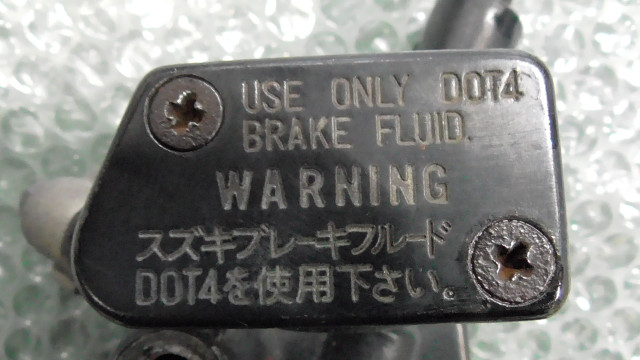 USE ONLY DOT4
BRAKE FLUID.
WARNING
スズキブレーキフルード
DOT4を使用下さい。